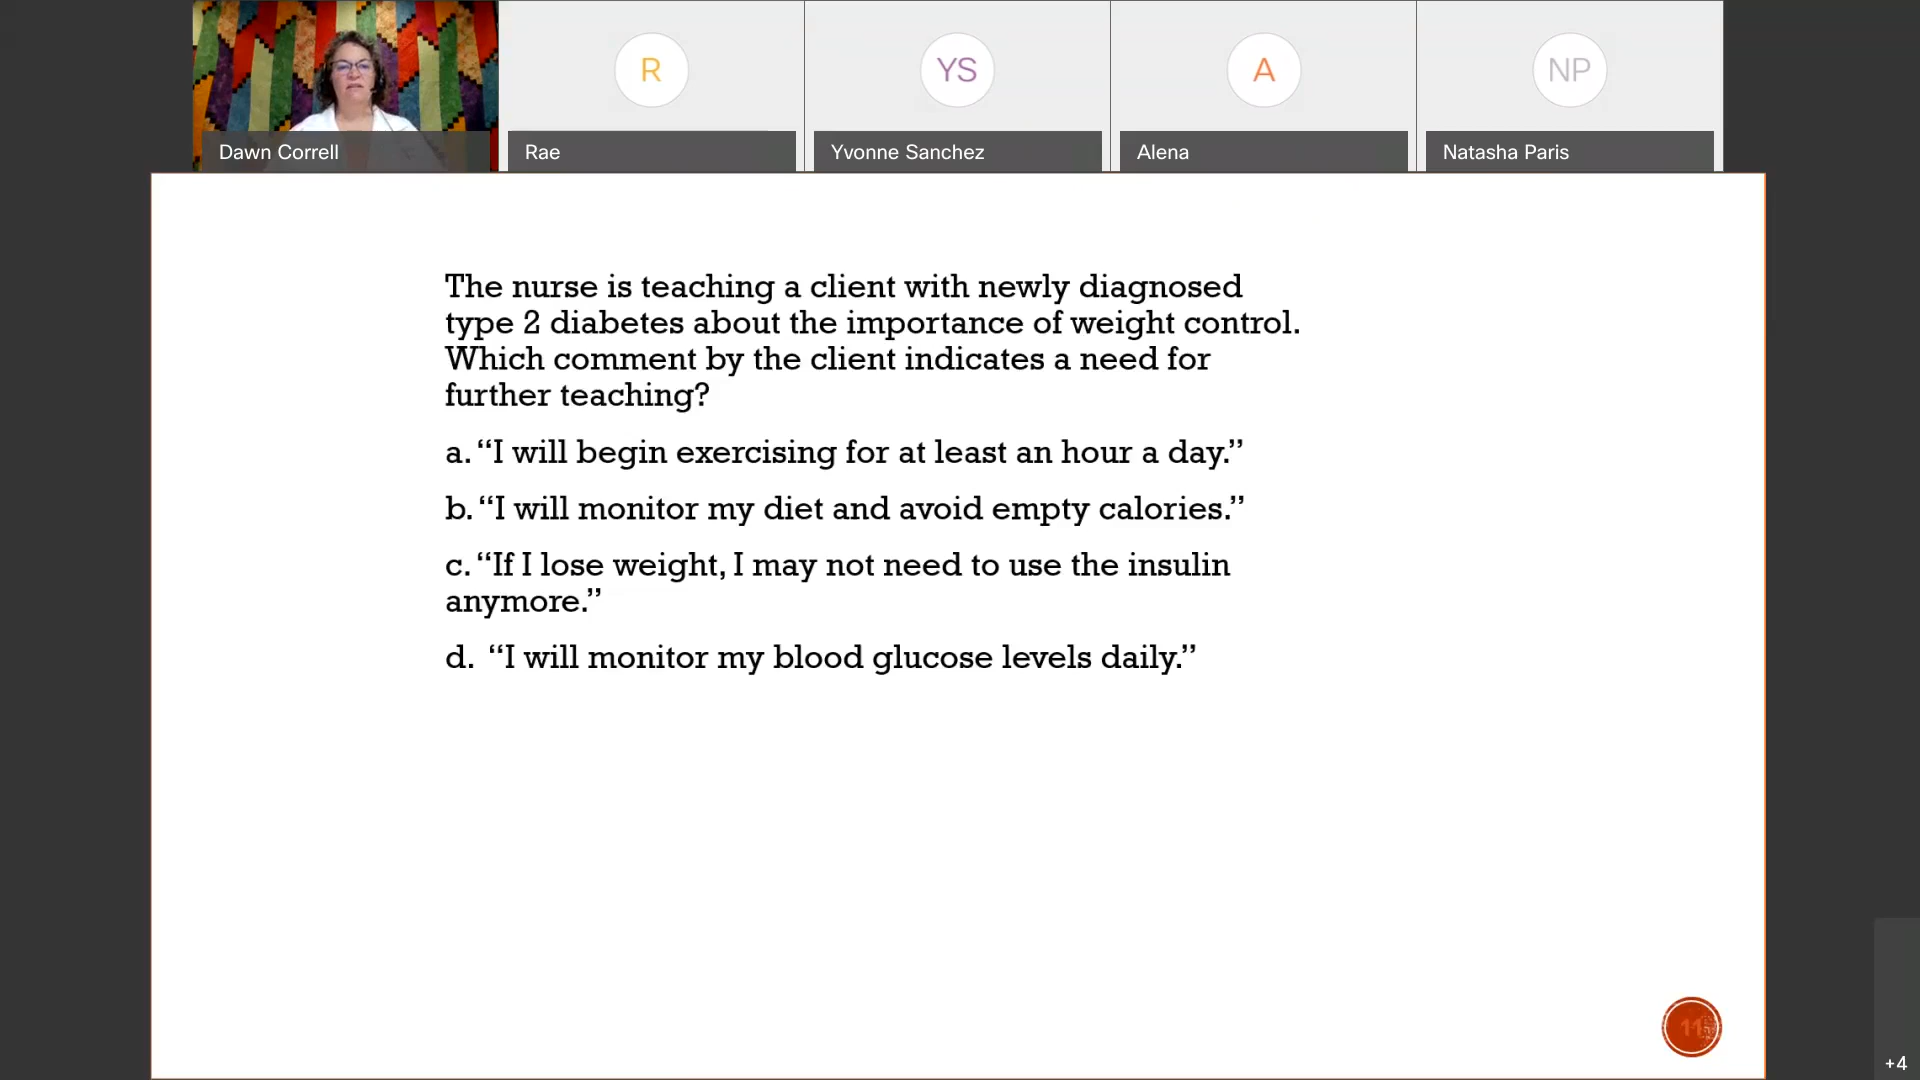 R
YS
A
NP
Dawn Correll
Rae
Yvonne Sanchez
Alena
Natasha Paris
The nurse is teaching a client with newly diagnosed
type 2 diabetes about the importance of weight control.
Which comment by the client indicates a need for
further teaching?
a. “I will begin exercising for at least an hour a day.”
b. “I will monitor my diet and avoid empty calories.”
c. “If I lose weight, I may not need to use the insulin
anymore.”
d. “I will monitor my blood glucose levels daily.”
11
+4